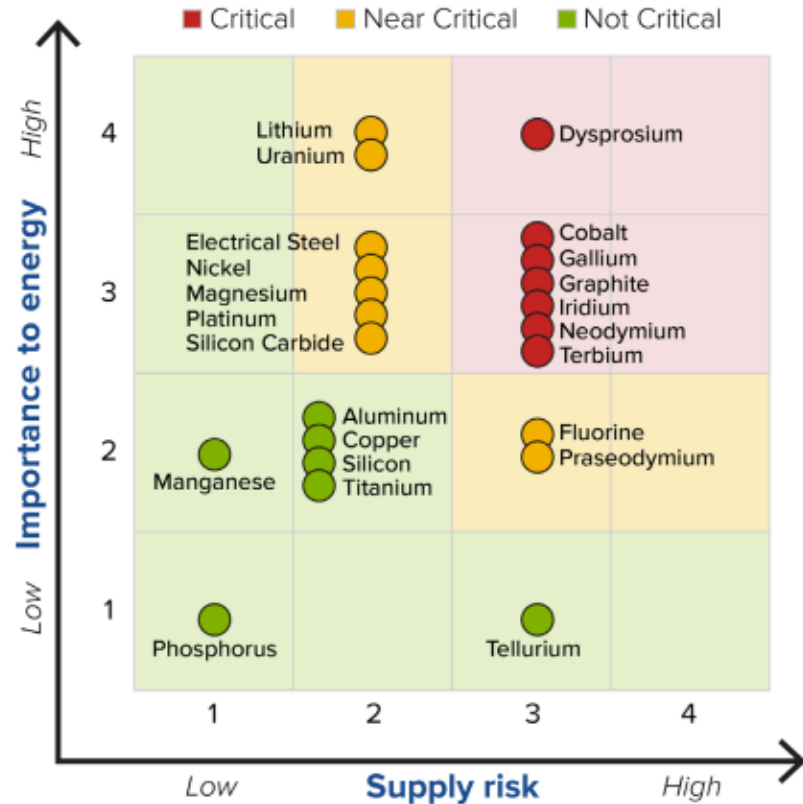 Critical
Near Critical
Not Critical
High
Importance to energy
Low
4
Lithium
Uranium
Dysprosium
3
Electrical Steel
Nickel
Magnesium
Platinum
Silicon Carbide
Cobalt
Gallium
Graphite
Iridium
Neodymium
Terbium
2
Manganese
Aluminum
Copper
Silicon
Titanium
Fluorine
Praseodymium
1
Phosphorus
Tellurium
1 2 3 4
Low Supply risk High